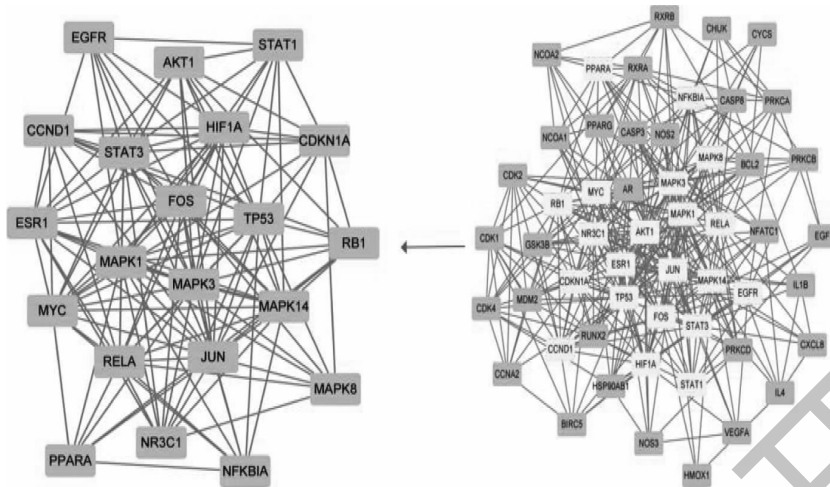 EGFR
STAT1
AKT1
CCND1
HIF1A
STAT3
CDKN1A
FOS
ESR1
TP53
RB1
MAPK1
MAPK3
MYC
MAPK14
RELA
JUN
MAPK8
NR3C1
PPARA
NFKBIA
RXRB
CHUK
CYCS
NCOA2
PPARA
RXRA
NFKBIA
CASP8
PRKCA
PPARG
CASP3
NOS2
NCOA1
MAPK8
BCL2
PRKCB
CDK2
MYC
AR
MAPK3
RB1
MAPK1
RELA
CDK1
GSK3B
NR3C1
AKT1
NFATC1
EGF
ESR1
JUN
CDKN1A
MAPK14
EGFR
IL1B
CDK4
MDM2
TP53
FOS
STAT3
RUNX2
CCND1
PRKCD
CXCL8
CCNA2
HIF1A
HSP90AB1
STAT1
IL4
BIRC5
NOS3
VEGFA
HMOX1